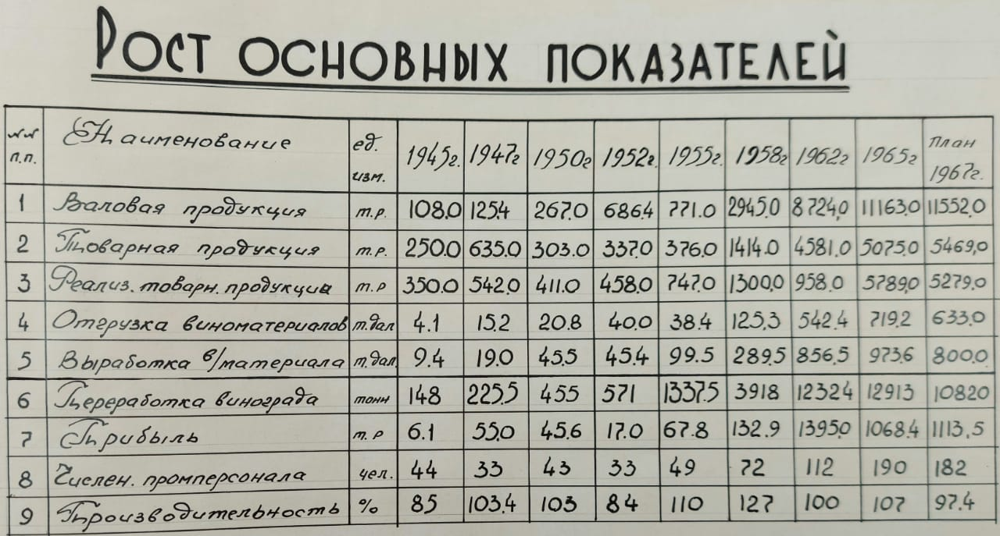 Рост основных показателей
№№ п.п. Наименование ед. изм. 1945г. 1947г 1950г 1952г. 1955г. 1958г 1962г 1965г план 1967г.
1 Валовая продукция т.р. 108.0 125.4 267.0 686.4 771.0 2945.0 8724,0 11163.0 11552,0
2 Товарная продукция т.р. 250.0 635.0 303.0 337.0 376.0 1414.0 4581.0 5075.0 5469,0
3 Реализ. товарн. продукции т.р 350.0 542.0 411.0 458.0 747.0 1300.0 958.0 5789,0 5279.0
4 Отгрузка виноматериалов т.дал 4.1 15.2 20.8 40.0 38.4 125.3 542.4 719.2 633.0
5 Выработка в/материала т.дал. 9.4 19.0 45.5 45.4 99.5 289.5 856.5 973.6 800.0
6 Переработка винограда тонн 148 225.5 455 571 1337.5 3918 12324 12913 10820
7 Прибыль т.р 6.1 55.0 45.6 17.0 67.8 132.9 1395.0 1068.4 1113.5
8 Числен. промперсонала чел. 44 33 43 33 49 72 112 190 182
9 Производительность % 85 103.4 103 84 110 127 100 107 97.4